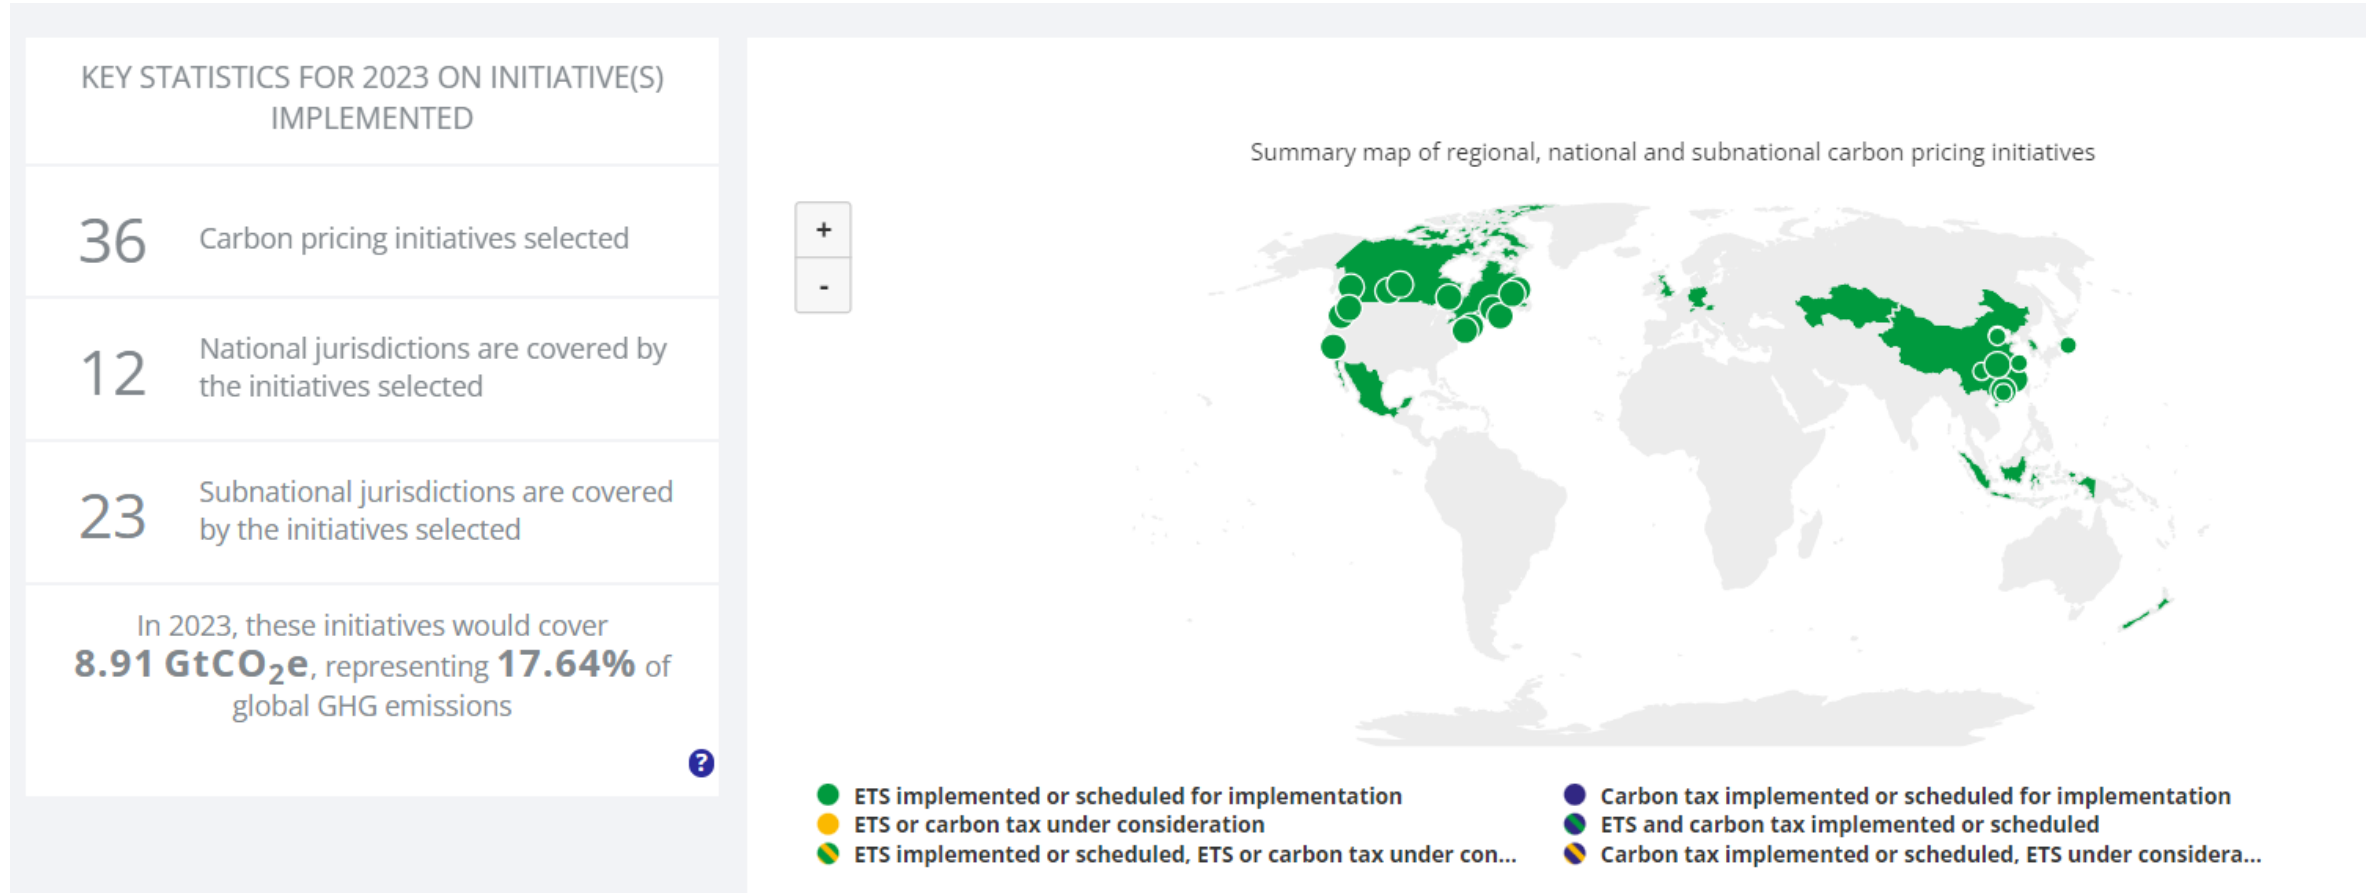 KEY STATISTICS FOR 2023 ON INITIATIVE(S)
IMPLEMENTED
36 Carbon pricing initiatives selected
12 National jurisdictions are covered by
the initiatives selected
23 Subnational jurisdictions are covered
by the initiatives selected
In 2023, these initiatives would cover
8.91 GtCO₂e, representing 17.64% of
global GHG emissions
?
Summary map of regional, national and subnational carbon pricing initiatives
+
-
ETS implemented or scheduled for implementation
ETS or carbon tax under consideration
ETS implemented or scheduled, ETS or carbon tax under con...
Carbon tax implemented or scheduled for implementation
ETS and carbon tax implemented or scheduled
Carbon tax implemented or scheduled, ETS under considera...